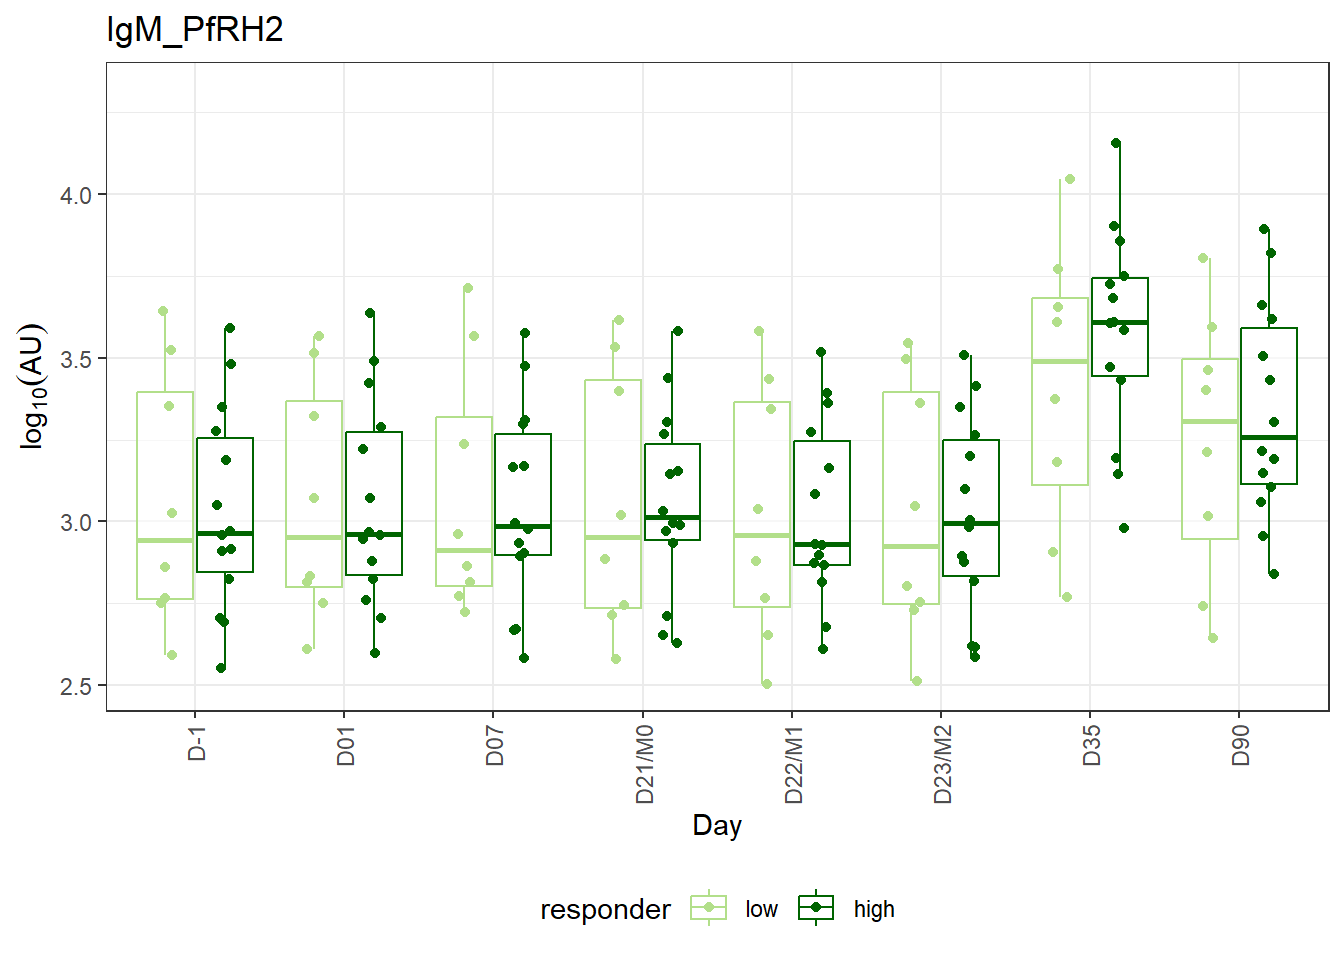 IgM_PfRH2
4.0
3.5
3.0
2.5
log₁₀(AU)
D-1
D01
D07
D21/M0
D22/M1
D23/M2
D35
D90
Day
responder low high